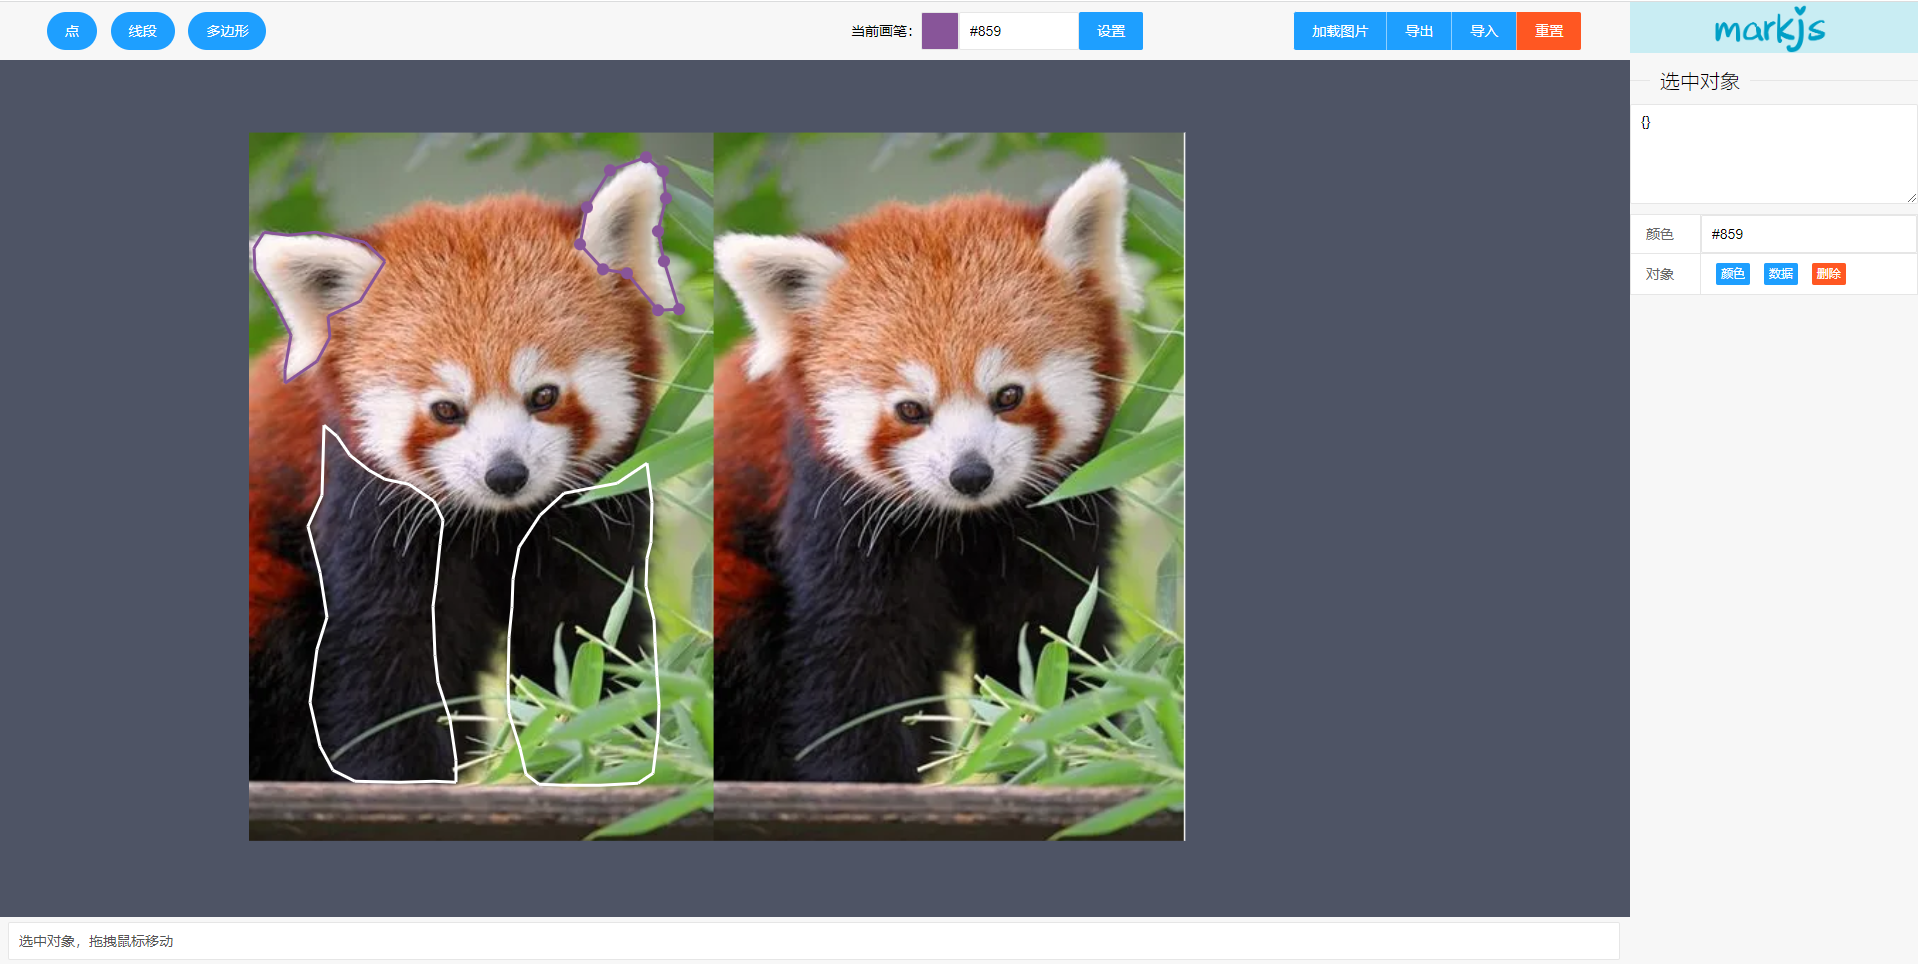 点 线段 多边形 当前画笔： #859 设置 加载图片 导出 导入 重置
markjs
选中对象
{}
颜色 #859
对象 颜色 数据 删除
选中对象，拖拽鼠标移动